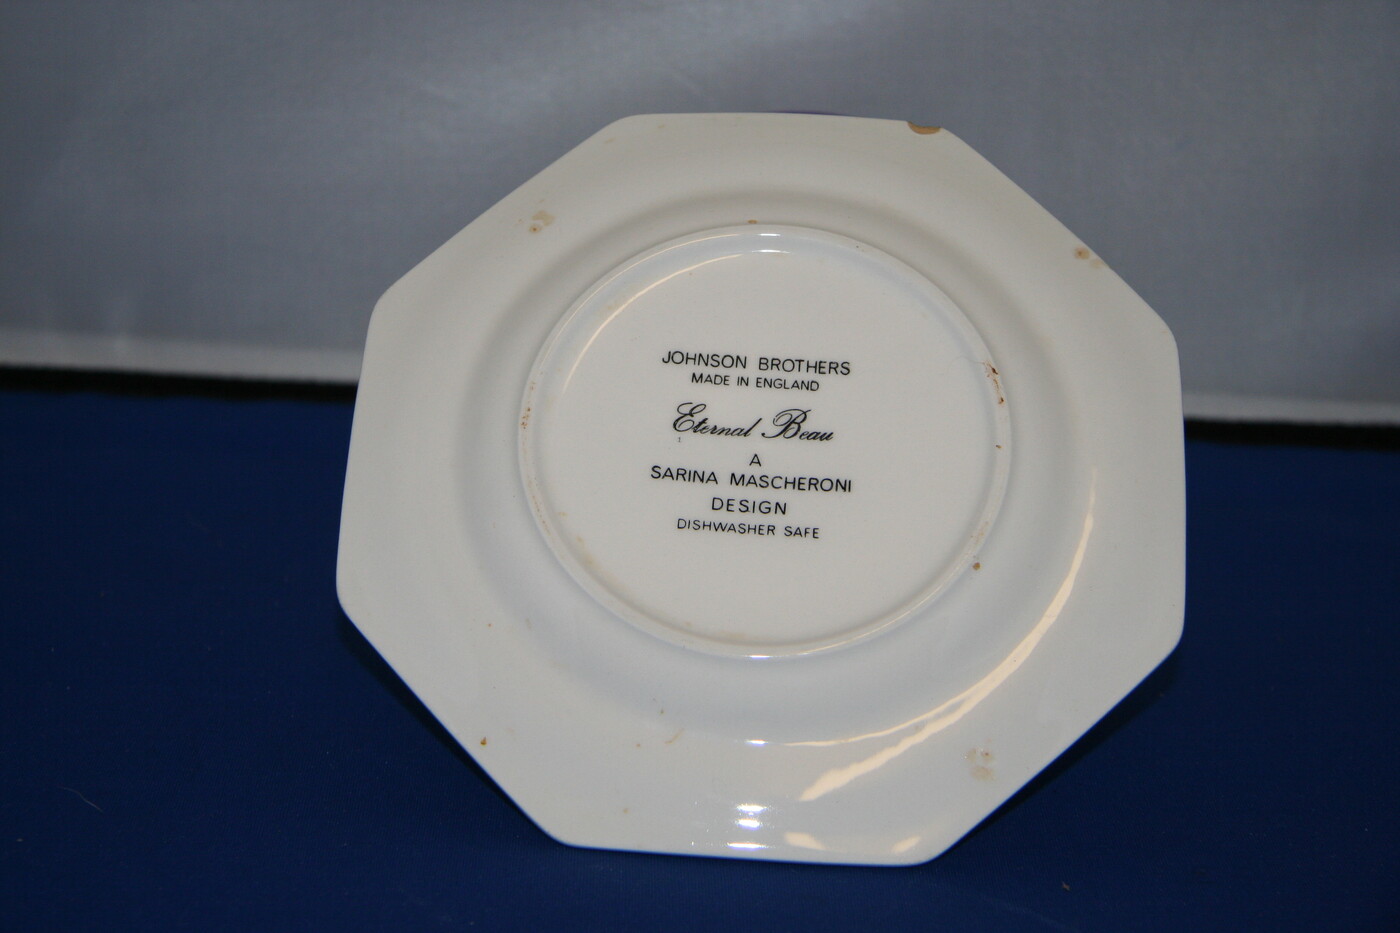 JOHNSON BROTHERS
MADE IN ENGLAND
Eternal Beau
A
SARINA MASCHERONI
DESIGN
DISHWASHER SAFE